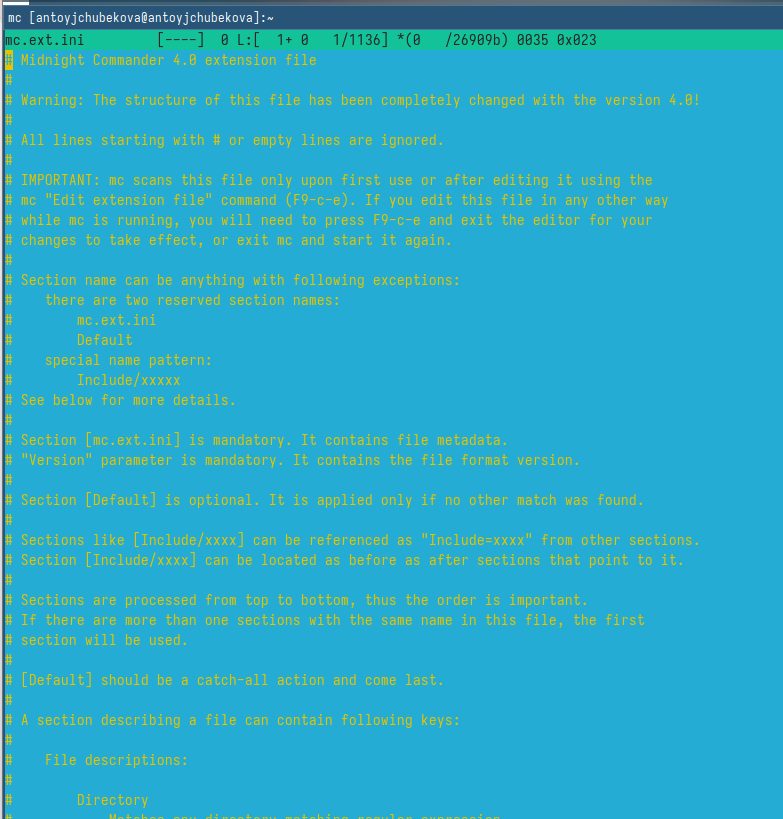 mc [antoyjchubekova@antoyjchubekova]:~
mc.ext.ini         [----]  0 L:[  1+ 0   1/1136] *(0   /26909b) 0035 0x023
# Midnight Commander 4.0 extension file
#
# Warning: The structure of this file has been completely changed with the version 4.0!
#
# All lines starting with # or empty lines are ignored.
#
# IMPORTANT: mc scans this file only upon first use or after editing it using the
# mc "Edit extension file" command (F9-c-e). If you edit this file in any other way
# while mc is running, you will need to press F9-c-e and exit the editor for your
# changes to take effect, or exit mc and start it again.
#
# Section name can be anything with following exceptions:
#    there are two reserved section names:
#        mc.ext.ini
#        Default
#    special name pattern:
#        Include/xxxxx
# See below for more details.
#
# Section [mc.ext.ini] is mandatory. It contains file metadata.
# "Version" parameter is mandatory. It contains the file format version.
#
# Section [Default] is optional. It is applied only if no other match was found.
#
# Sections like [Include/xxxx] can be referenced as "Include=xxxx" from other sections.
# Section [Include/xxxx] can be located as before as after sections that point to it.
#
# Sections are processed from top to bottom, thus the order is important.
# If there are more than one sections with the same name in this file, the first
# section will be used.
#
# [Default] should be a catch-all action and come last.
#
# A section describing a file can contain following keys:
#
#    File descriptions:
#
#        Directory
#            Matches any directory matching regular expression